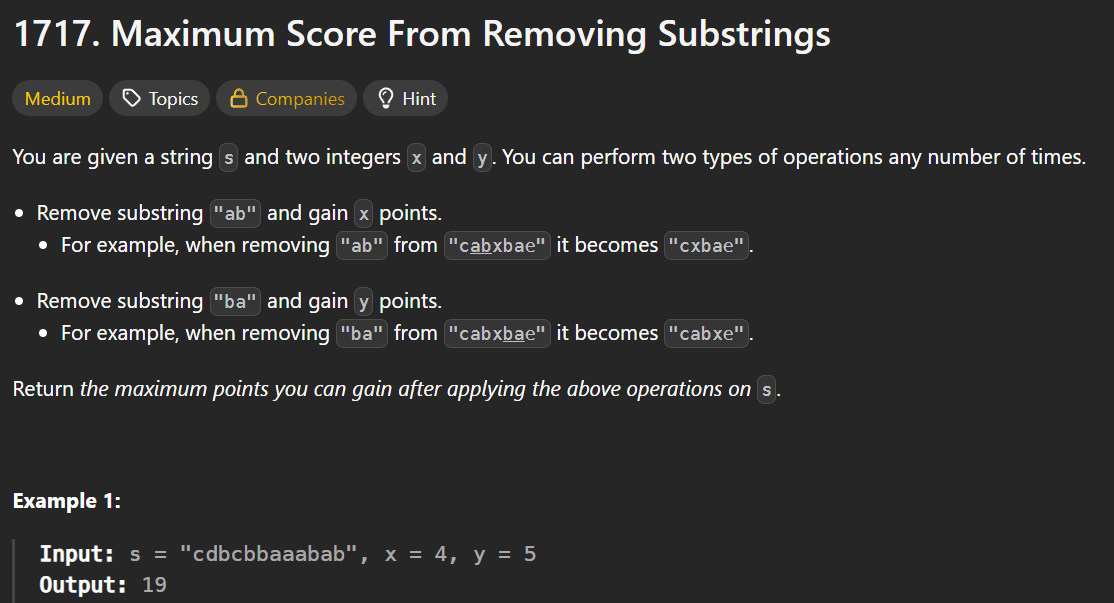 1717. Maximum Score From Removing Substrings
Medium Topics Companies Hint
You are given a string s and two integers x and y. You can perform two types of operations any number of times.
• Remove substring "ab" and gain x points.
• For example, when removing "ab" from "cabxbae" it becomes "cxbae".
• Remove substring "ba" and gain y points.
• For example, when removing "ba" from "cabxbae" it becomes "cabxe".
Return the maximum points you can gain after applying the above operations on s.
Example 1:
Input: s = "cdbcbbaaabab", x = 4, y = 5
Output: 19